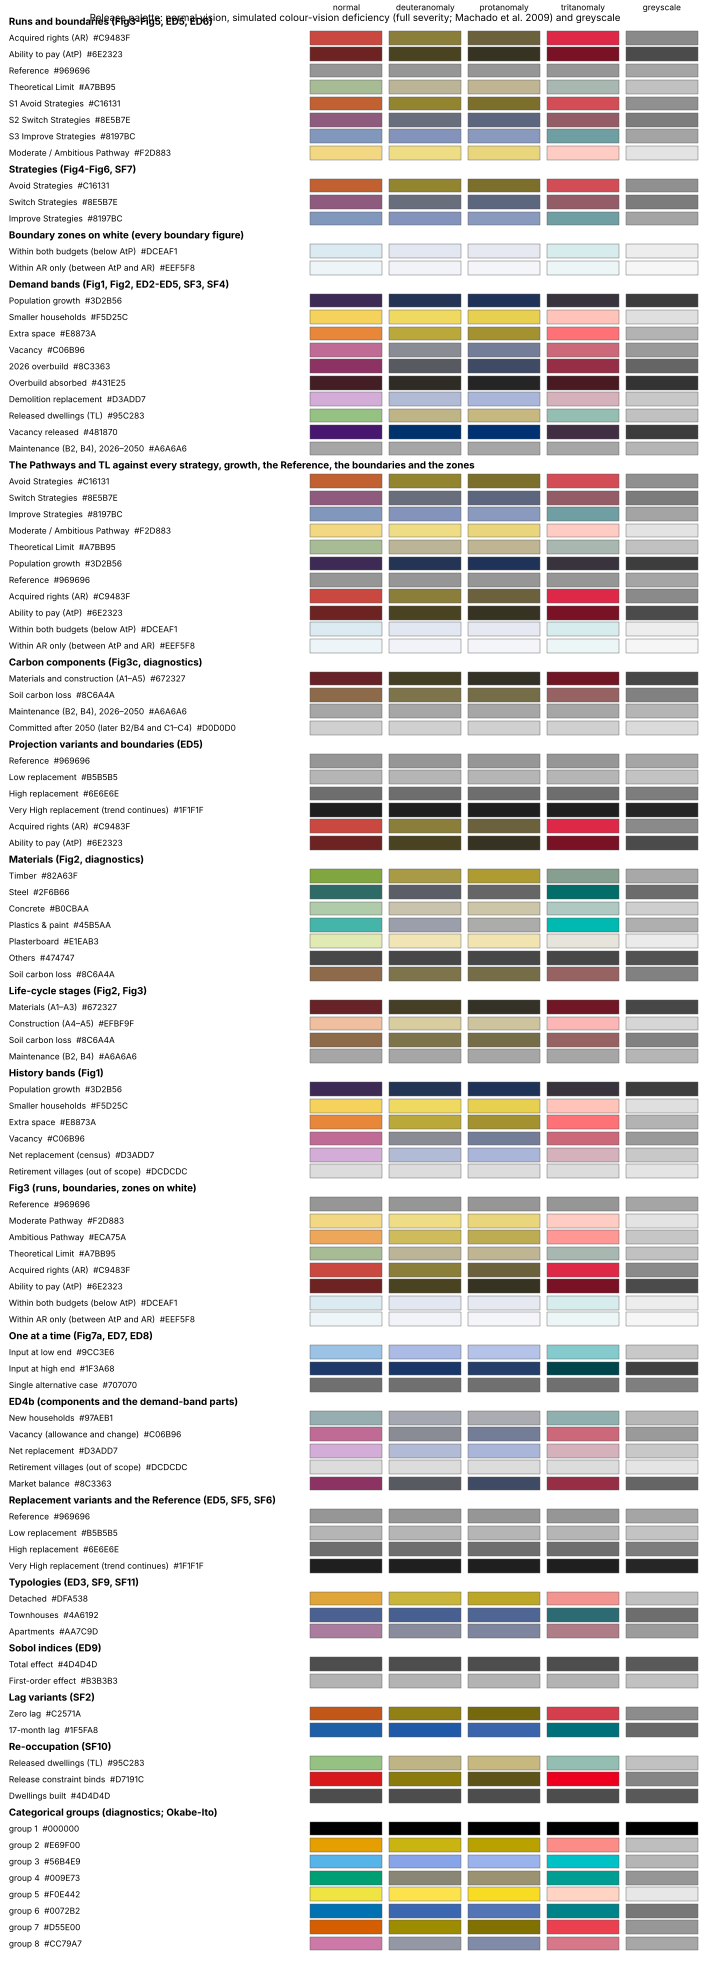 normal deuteranomaly protanomaly tritanomaly greyscale
Release palette: normal vision, simulated colour-vision deficiency (full severity; Machado et al. 2009) and greyscale
Runs and boundaries (Fig3-Fig5, ED5, ED6)
Acquired rights (AR) #C9483F
Ability to pay (AtP) #6E2323
Reference #969696
Theoretical Limit #A7BB95
S1 Avoid Strategies #C16131
S2 Switch Strategies #8E5B7E
S3 Improve Strategies #8197BC
Moderate / Ambitious Pathway #F2D883
Strategies (Fig4-Fig6, SF7)
Avoid Strategies #C16131
Switch Strategies #8E5B7E
Improve Strategies #8197BC
Boundary zones on white (every boundary figure)
Within both budgets (below AtP) #DCEAF1
Within AR only (between AtP and AR) #EEF5F8
Demand bands (Fig1, Fig2, ED2-ED5, SF3, SF4)
Population growth #3D2B56
Smaller households #F5D25C
Extra space #E8873A
Vacancy #C06B96
2026 overbuild #8C3363
Overbuild absorbed #431E25
Demolition replacement #D3ADD7
Released dwellings (TL) #95C283
Vacancy released #481870
Maintenance (B2, B4), 2026–2050 #A6A6A6
The Pathways and TL against every strategy, growth, the Reference, the boundaries and the zones
Avoid Strategies #C16131
Switch Strategies #8E5B7E
Improve Strategies #8197BC
Moderate / Ambitious Pathway #F2D883
Theoretical Limit #A7BB95
Population growth #3D2B56
Reference #969696
Acquired rights (AR) #C9483F
Ability to pay (AtP) #6E2323
Within both budgets (below AtP) #DCEAF1
Within AR only (between AtP and AR) #EEF5F8
Carbon components (Fig3c, diagnostics)
Materials and construction (A1–A5) #672327
Soil carbon loss #8C6A4A
Maintenance (B2, B4), 2026–2050 #A6A6A6
Committed after 2050 (later B2/B4 and C1–C4) #D0D0D0
Projection variants and boundaries (ED5)
Reference #969696
Low replacement #B5B5B5
High replacement #6E6E6E
Very High replacement (trend continues) #1F1F1F
Acquired rights (AR) #C9483F
Ability to pay (AtP) #6E2323
Materials (Fig2, diagnostics)
Timber #82A63F
Steel #2F6B66
Concrete #B0CBAA
Plastics & paint #45B5AA
Plasterboard #E1EAB3
Others #474747
Soil carbon loss #8C6A4A
Life-cycle stages (Fig2, Fig3)
Materials (A1–A3) #672327
Construction (A4–A5) #EFBF9F
Soil carbon loss #8C6A4A
Maintenance (B2, B4) #A6A6A6
History bands (Fig1)
Population growth #3D2B56
Smaller households #F5D25C
Extra space #E8873A
Vacancy #C06B96
Net replacement (census) #D3ADD7
Retirement villages (out of scope) #DCDCDC
Fig3 (runs, boundaries, zones on white)
Reference #969696
Moderate Pathway #F2D883
Ambitious Pathway #ECA75A
Theoretical Limit #A7BB95
Acquired rights (AR) #C9483F
Ability to pay (AtP) #6E2323
Within both budgets (below AtP) #DCEAF1
Within AR only (between AtP and AR) #EEF5F8
One at a time (Fig7a, ED7, ED8)
Input at low end #9CC3E6
Input at high end #1F3A68
Single alternative case #707070
ED4b (components and the demand-band parts)
New households #97AEB1
Vacancy (allowance and change) #C06B96
Net replacement #D3ADD7
Retirement villages (out of scope) #DCDCDC
Market balance #8C3363
Replacement variants and the Reference (ED5, SF5, SF6)
Reference #969696
Low replacement #B5B5B5
High replacement #6E6E6E
Very High replacement (trend continues) #1F1F1F
Typologies (ED3, SF9, SF11)
Detached #DFA538
Townhouses #4A6192
Apartments #AA7C9D
Sobol indices (ED9)
Total effect #4D4D4D
First-order effect #B3B3B3
Lag variants (SF2)
Zero lag #C2571A
17-month lag #1F5FA8
Re-occupation (SF10)
Released dwellings (TL) #95C283
Release constraint binds #D7191C
Dwellings built #4D4D4D
Categorical groups (diagnostics; Okabe-Ito)
group 1 #000000
group 2 #E69F00
group 3 #56B4E9
group 4 #009E73
group 5 #F0E442
group 6 #0072B2
group 7 #D55E00
group 8 #CC79A7